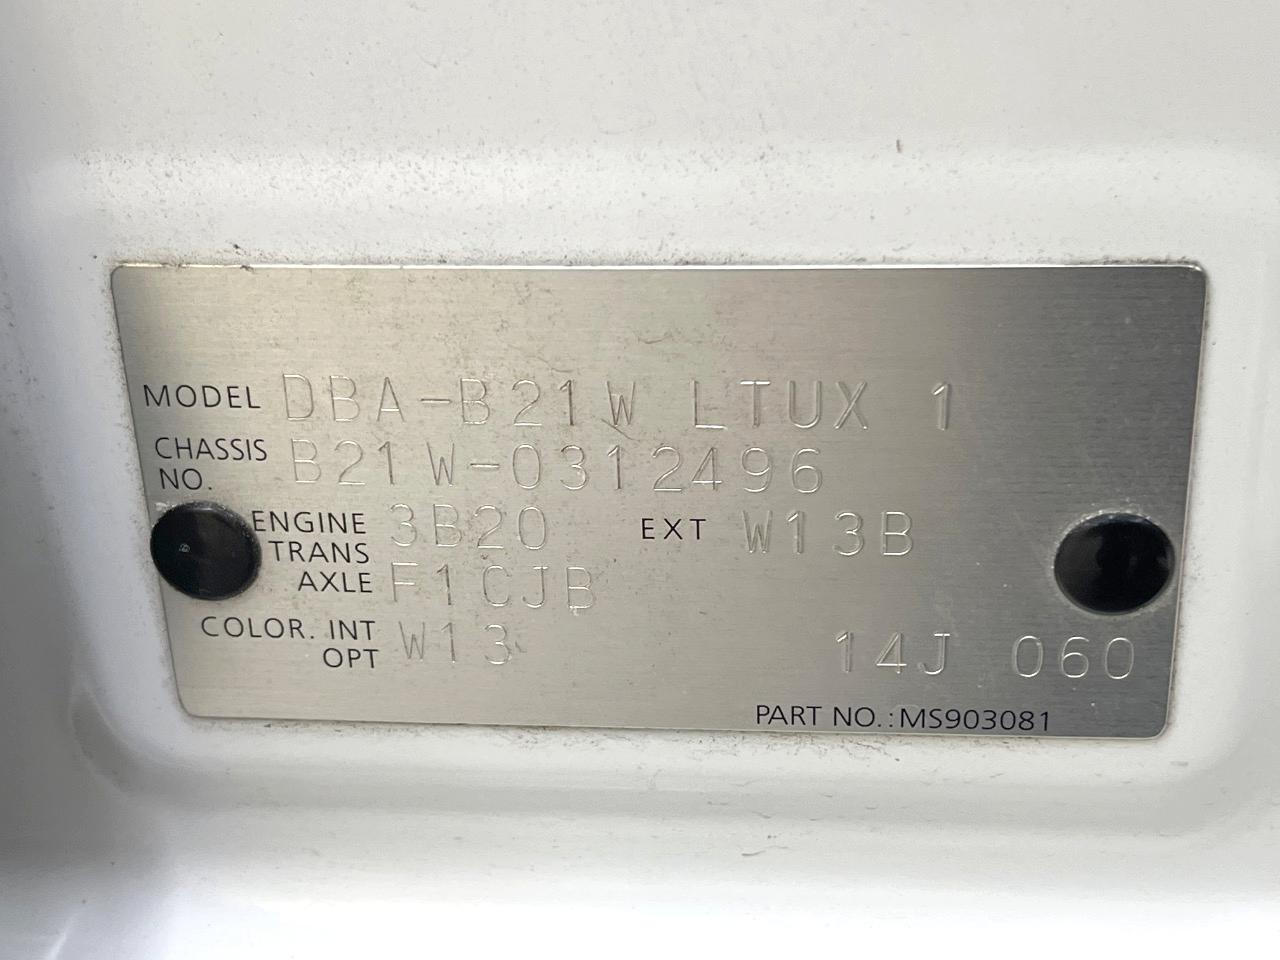 MODEL DBA-B21W LTUX 1
CHASSIS NO. B21W-0312496
ENGINE 3B20 EXT W13B
TRANS AXLE F1CJB
COLOR. INT W13
OPT 14J 060
PART NO.:MS903081